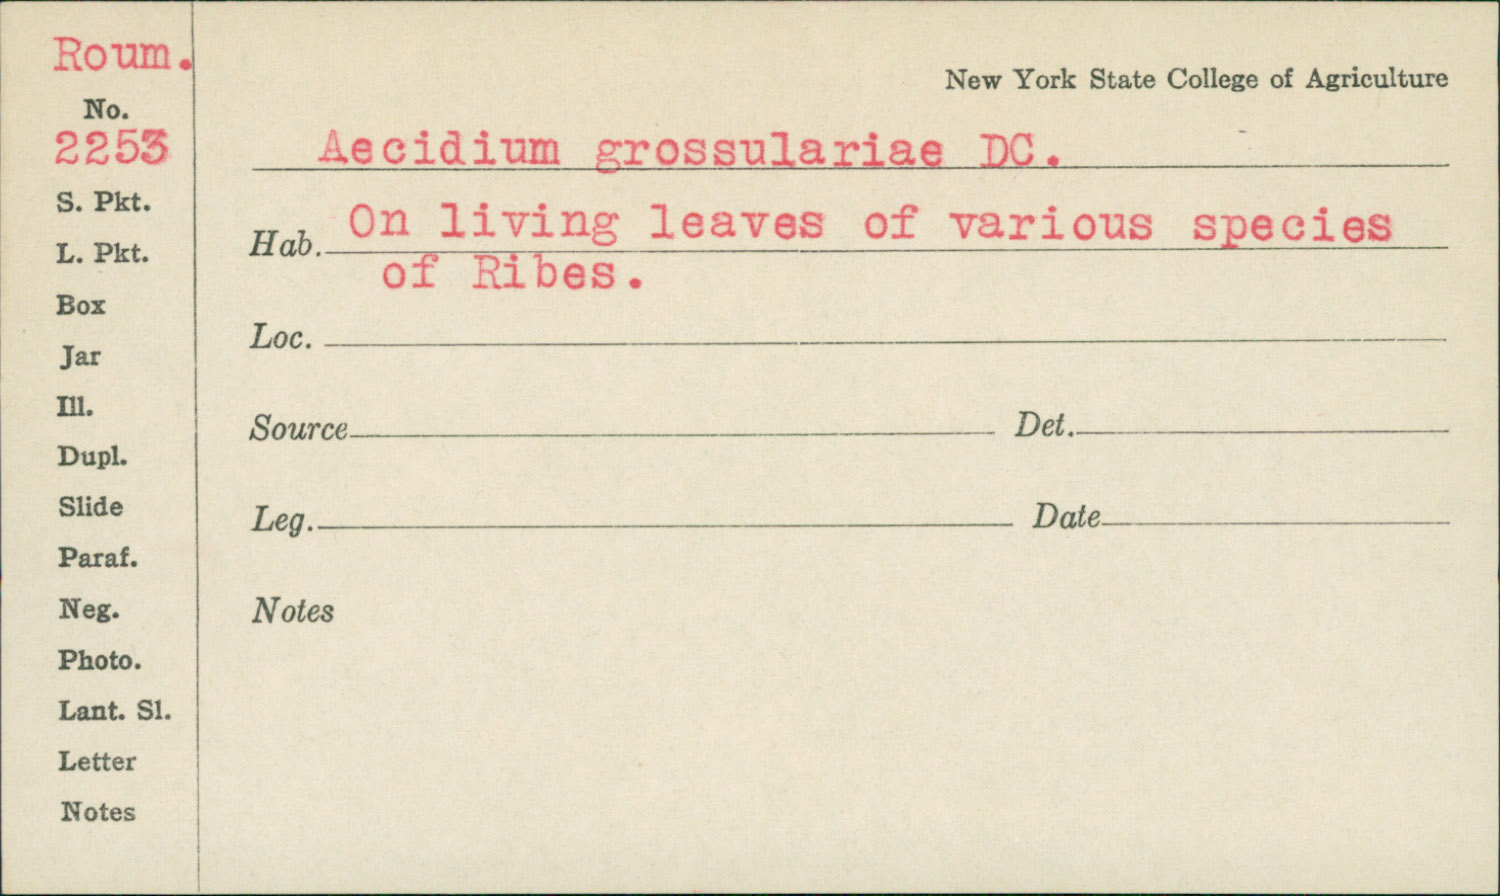 Roum.
No.
2253
S. Pkt.
L. Pkt.
Box
Jar
Ill.
Dupl.
Slide
Paraf.
Neg.
Photo.
Lant. Sl.
Letter
Notes
New York State College of Agriculture
Aecidium grossulariae DC.
Hab. On living leaves of various species
of Ribes.
Loc.
Source Det.
Leg. Date
Notes